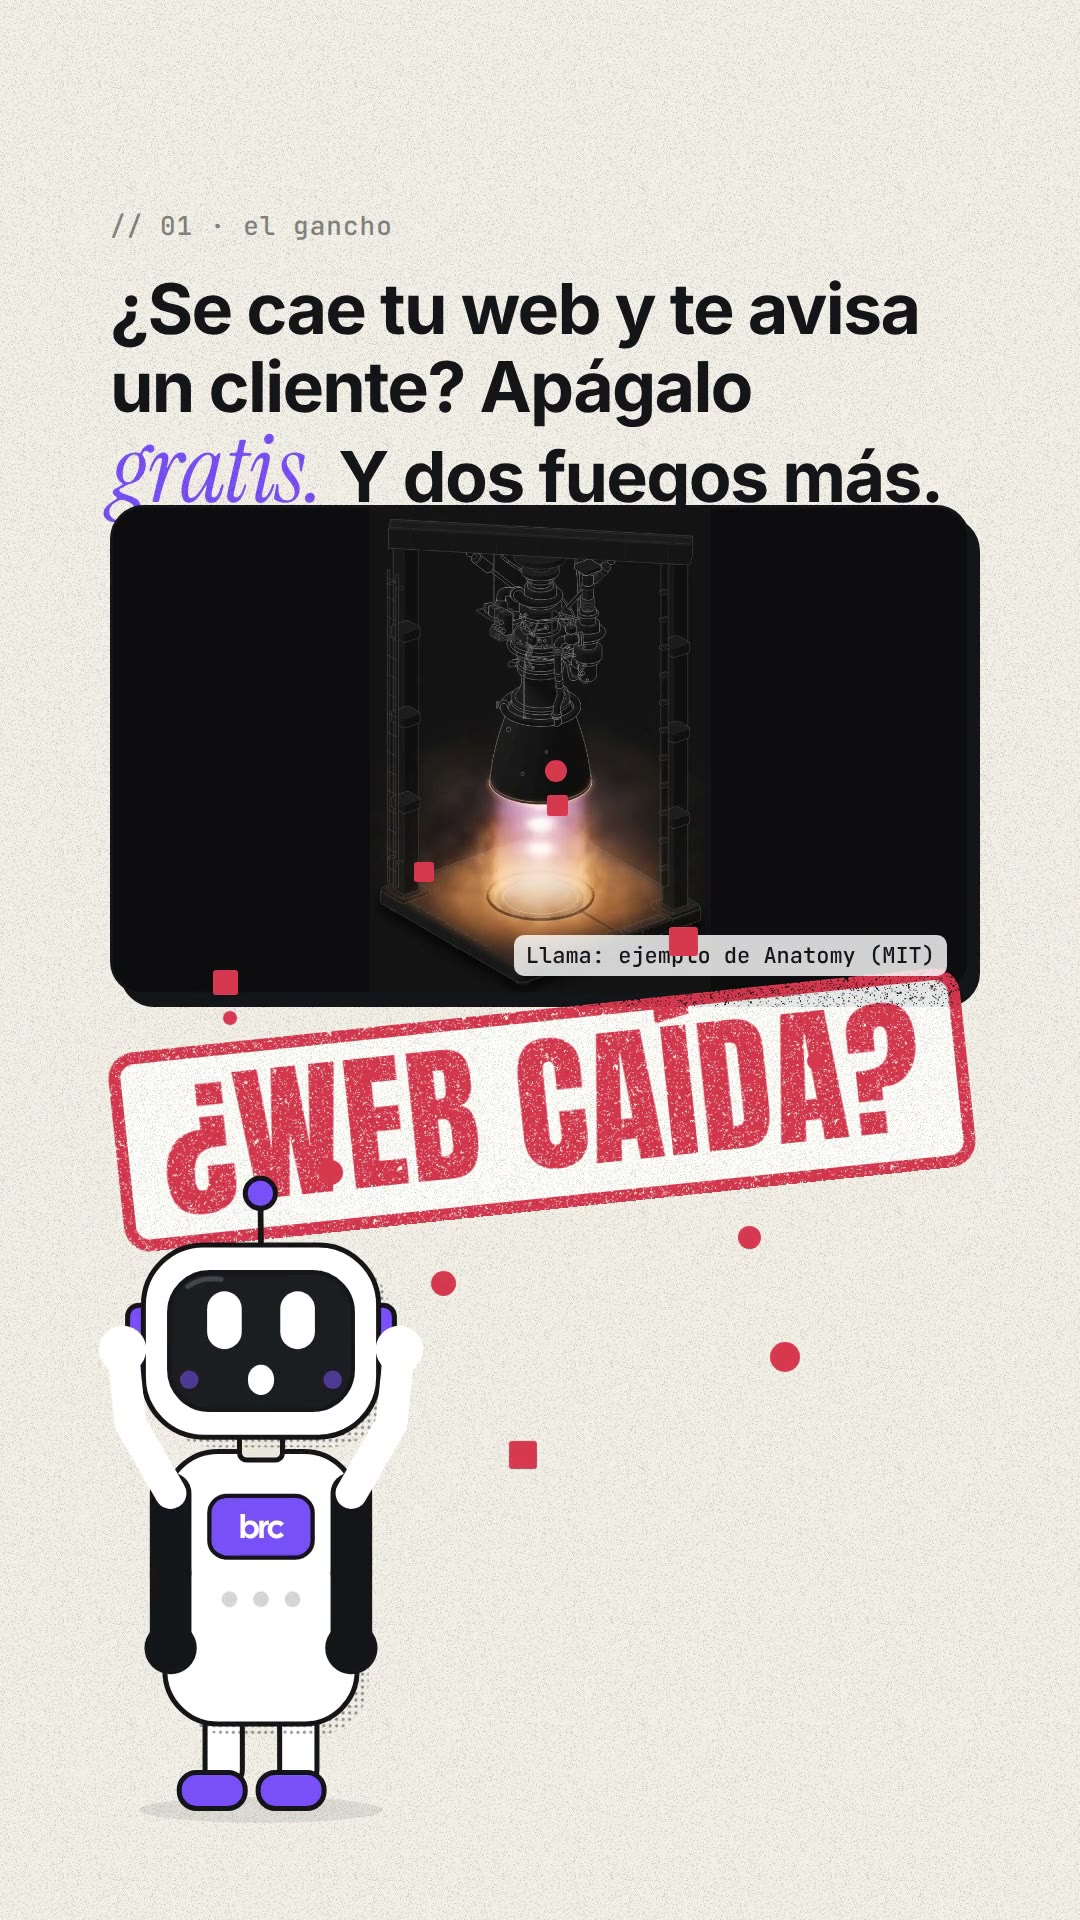 // 01 · el gancho
¿Se cae tu web y te avisa
un cliente? Apágalo
gratis. Y dos fuegos más.
Llama: ejemplo de Anatomy (MIT)
¿WEB CAÍDA?
brc